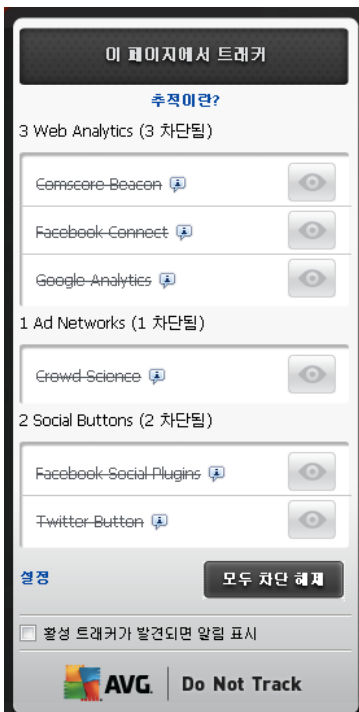 이 페이지에서 트래커
추적이란?
3 Web Analytics (3 차단됨)
Comscore Beacon
Facebook Connect
Google Analytics
1 Ad Networks (1 차단됨)
Crowd Science
2 Social Buttons (2 차단됨)
Facebook Social Plugins
Twitter Button
설정 모두 차단 해제
활성 트래커가 발견되면 알림 표시
AVG. Do Not Track